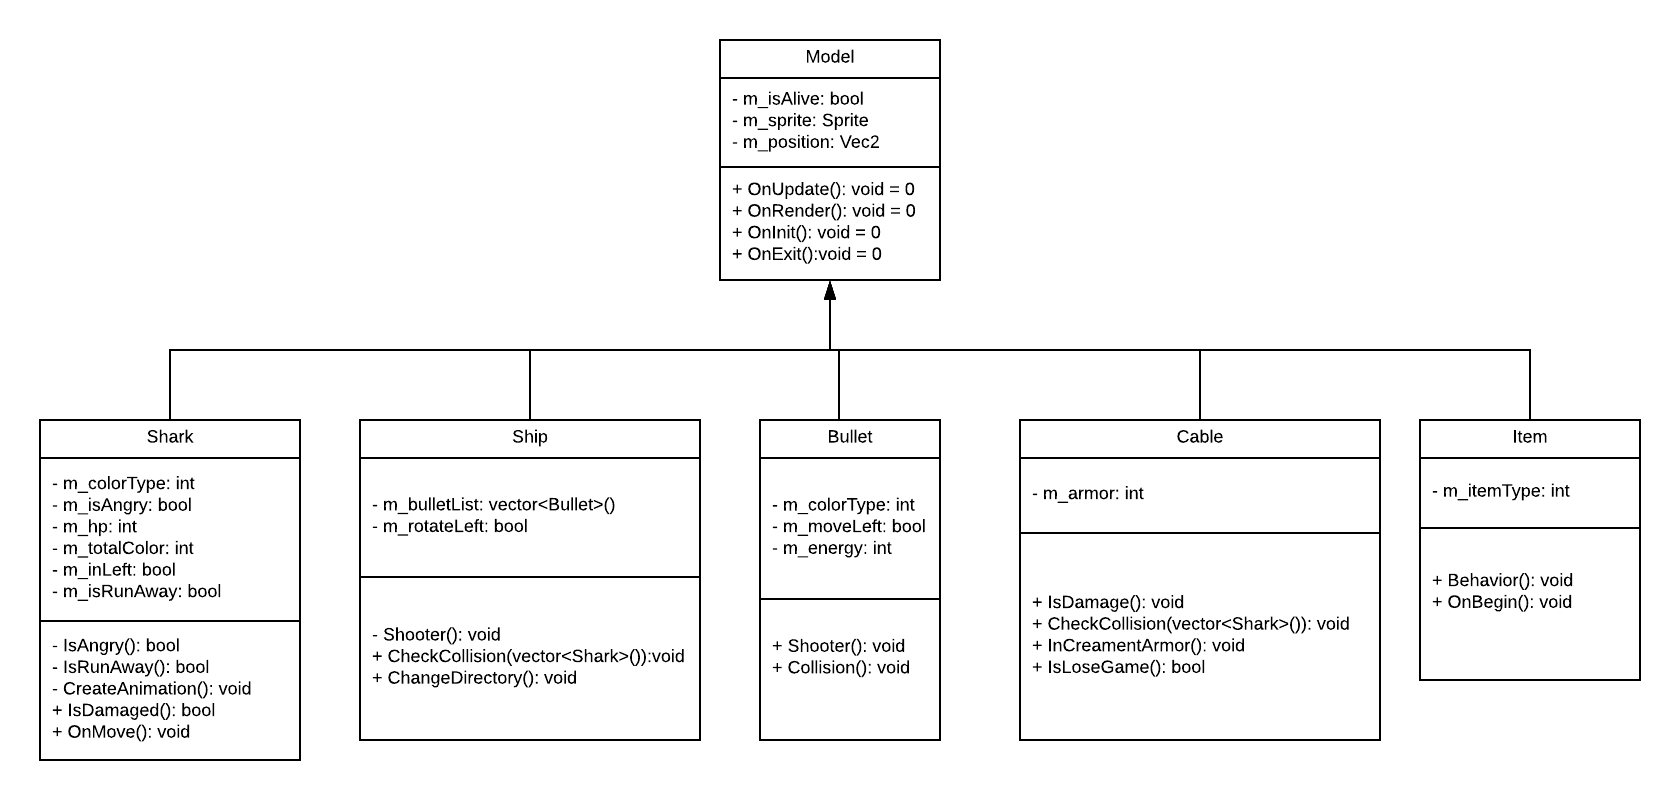 Model
- m_isAlive: bool
- m_sprite: Sprite
- m_position: Vec2
+ OnUpdate(): void = 0
+ OnRender(): void = 0
+ OnInit(): void = 0
+ OnExit():void = 0
Shark
- m_colorType: int
- m_isAngry: bool
- m_hp: int
- m_totalColor: int
- m_inLeft: bool
- m_isRunAway: bool
- IsAngry(): bool
- IsRunAway(): bool
- CreateAnimation(): void
+ IsDamaged(): bool
+ OnMove(): void
Ship
- m_bulletList: vector<Bullet>()
- m_rotateLeft: bool
- Shooter(): void
+ CheckCollision(vector<Shark>()):void
+ ChangeDirectory(): void
Bullet
- m_colorType: int
- m_moveLeft: bool
- m_energy: int
+ Shooter(): void
+ Collision(): void
Cable
- m_armor: int
+ IsDamage(): void
+ CheckCollision(vector<Shark>()): void
+ InCreamentArmor(): void
+ IsLoseGame(): bool
Item
- m_itemType: int
+ Behavior(): void
+ OnBegin(): void